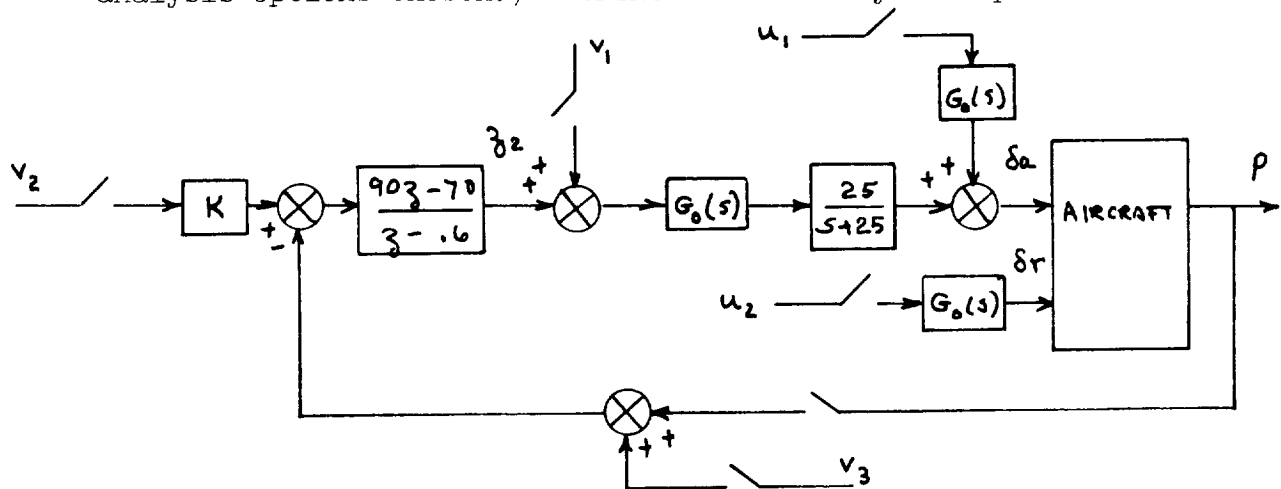 v₁
u₁
G₀(s)
v₂
K
+
-
90z-70
z-.6
z₂
+
+
G₀(s)
25
s+25
+ +
δa
AIRCRAFT
p
u₂
G₀(s)
δr
+ +
v₃